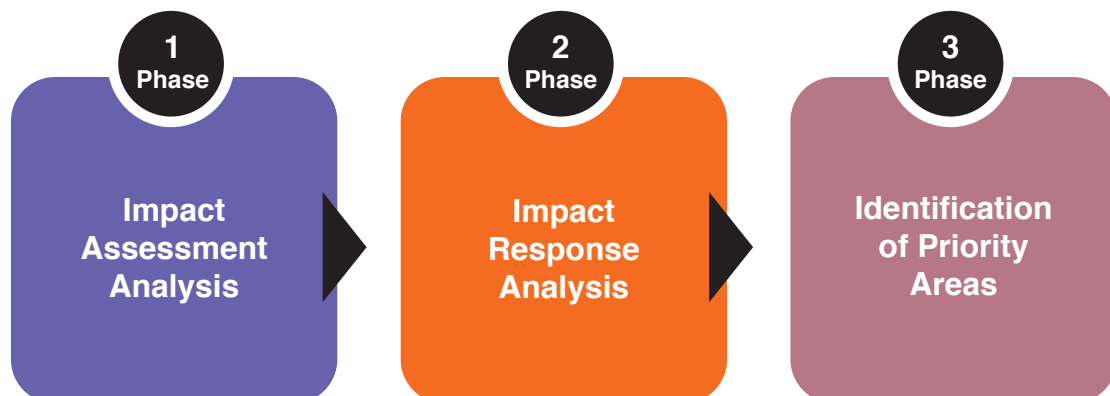 1
Phase
Impact
Assessment
Analysis
2
Phase
Impact
Response
Analysis
3
Phase
Identification
of Priority
Areas